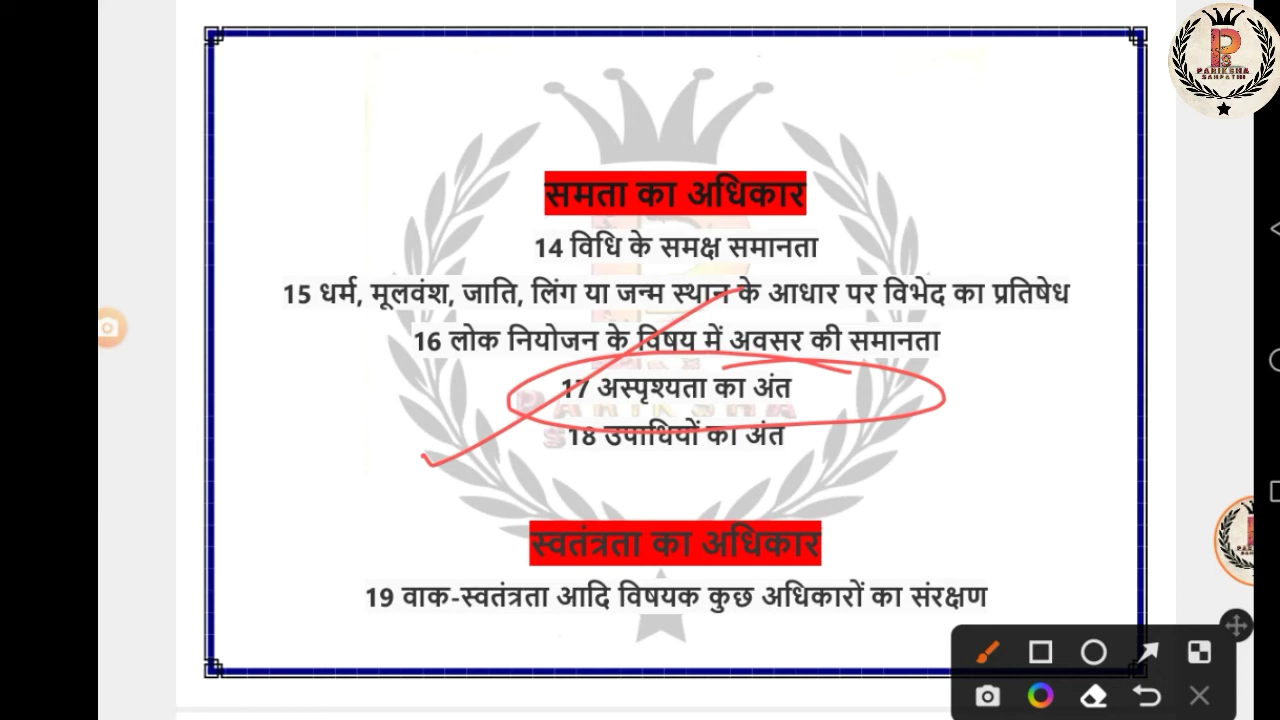 समता का अधिकार
14 विधि के समक्ष समानता
15 धर्म, मूलवंश, जाति, लिंग या जन्म स्थान के आधार पर विभेद का प्रतिषेध
16 लोक नियोजन के विषय में अवसर की समानता
17 अस्पृश्यता का अंत
18 उपाधियों का अंत
स्वतंत्रता का अधिकार
19 वाक-स्वतंत्रता आदि विषयक कुछ अधिकारों का संरक्षण
PARIKSHA